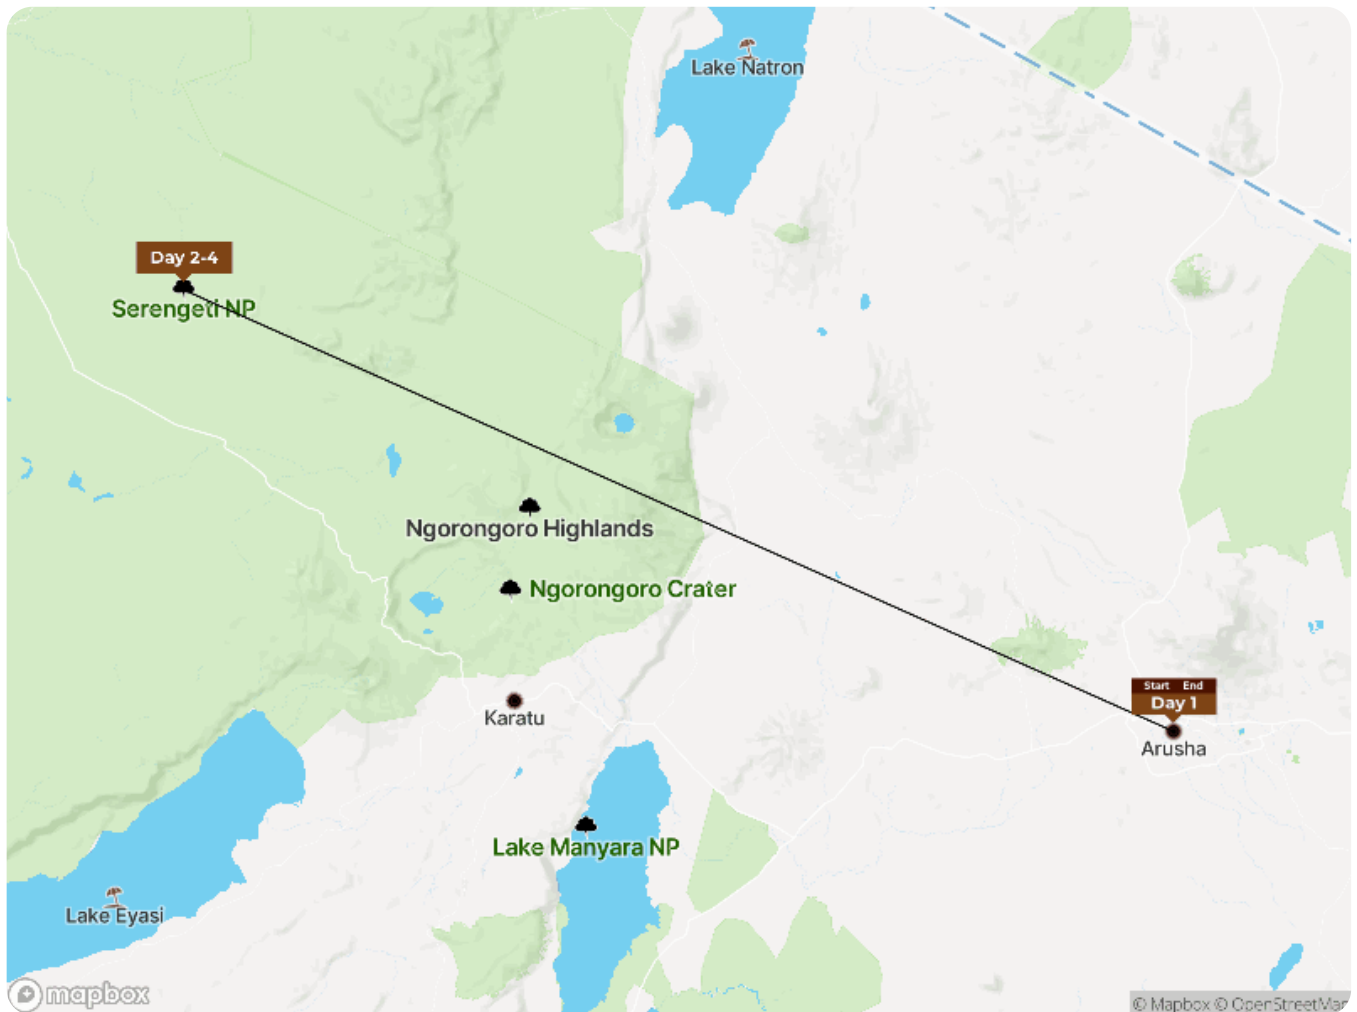 Lake Natron
Day 2-4
Serengeti NP
Ngorongoro Highlands
Ngorongoro Crater
Start End
Day 1
Karatu
Arusha
Lake Manyara NP
Lake Eyasi
mapbox
© Mapbox © OpenStreetMap